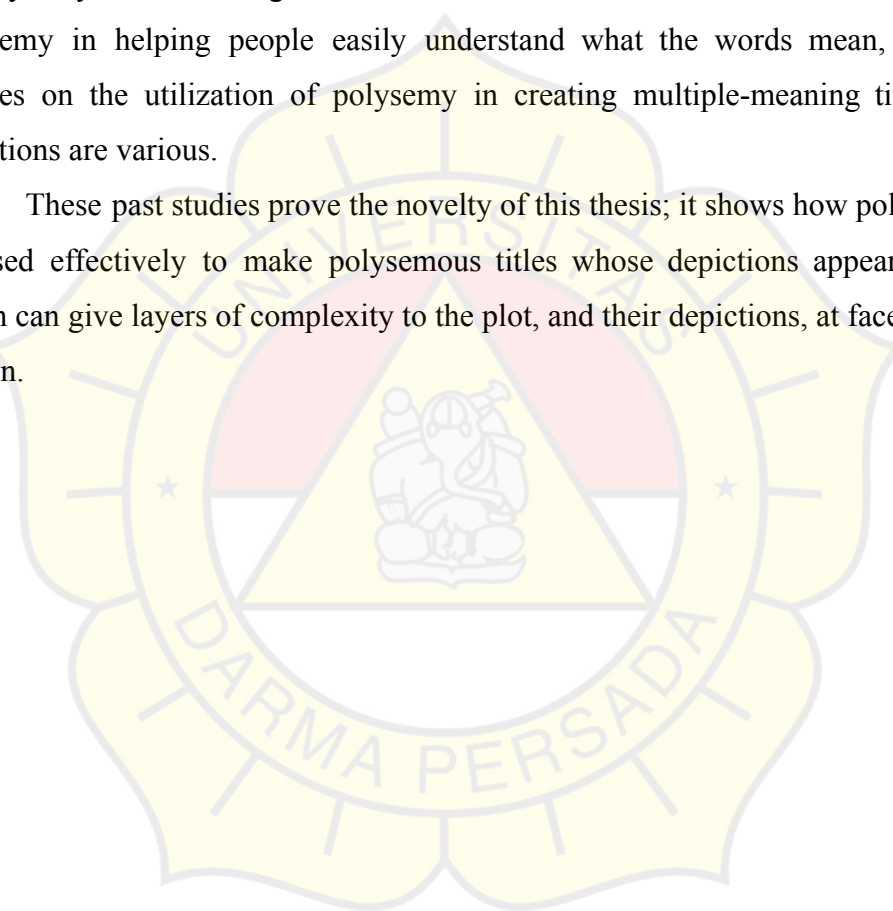 emy in helping people easily understand what the words mean,
es on the utilization of polysemy in creating multiple-meaning ti
tions are various.
These past studies prove the novelty of this thesis; it shows how pol
sed effectively to make polysemous titles whose depictions appear
n can give layers of complexity to the plot, and their depictions, at face
n.
UNIVERSITAS
DARMA PERSADA